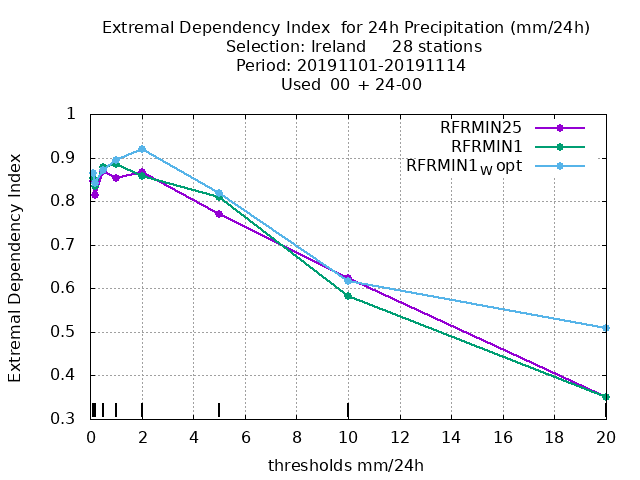 Extremal Dependency Index  for 24h Precipitation (mm/24h)
Selection: Ireland     28 stations
Period: 20191101-20191114
Used  00 + 24-00
RFRMIN25
RFRMIN1
RFRMIN1W opt
Extremal Dependency Index
1
0.9
0.8
0.7
0.6
0.5
0.4
0.3
0 2 4 6 8 10 12 14 16 18 20
thresholds mm/24h